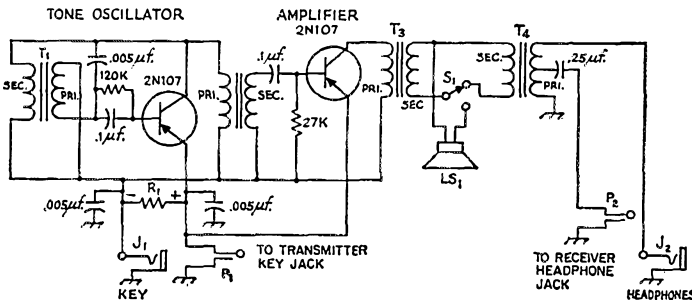 TONE OSCILLATOR
AMPLIFIER
2N107
T1
.005μf.
120K
2N107
SEC.
PRI.
.1μf.
PRI.
SEC.
.1μf.
27K
T3
PRI.
SEC
S1
LS1
T4
SEC.
PRI.
.25μf.
.005μf.
- R1 +
.005μf.
J1
KEY
P1
TO TRANSMITTER
KEY JACK
P2
TO RECEIVER
HEADPHONE
JACK
J2
HEADPHONES